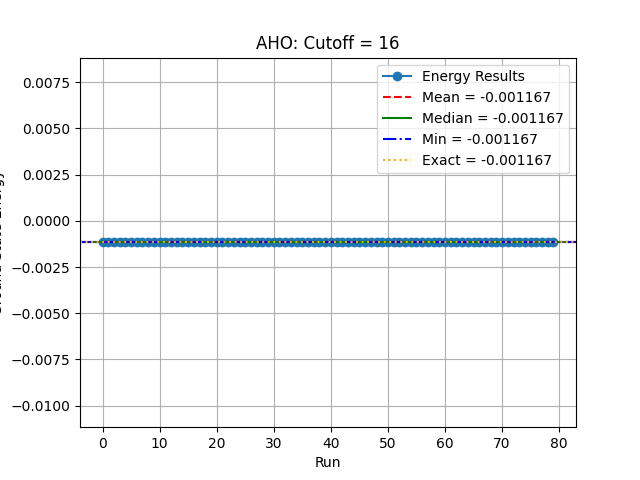 AHO: Cutoff = 16
Energy Results
Mean = -0.001167
Median = -0.001167
Min = -0.001167
Exact = -0.001167
0.0075
0.0050
0.0025
0.0000
−0.0025
−0.0050
−0.0075
−0.0100
0 10 20 30 40 50 60 70 80
Run